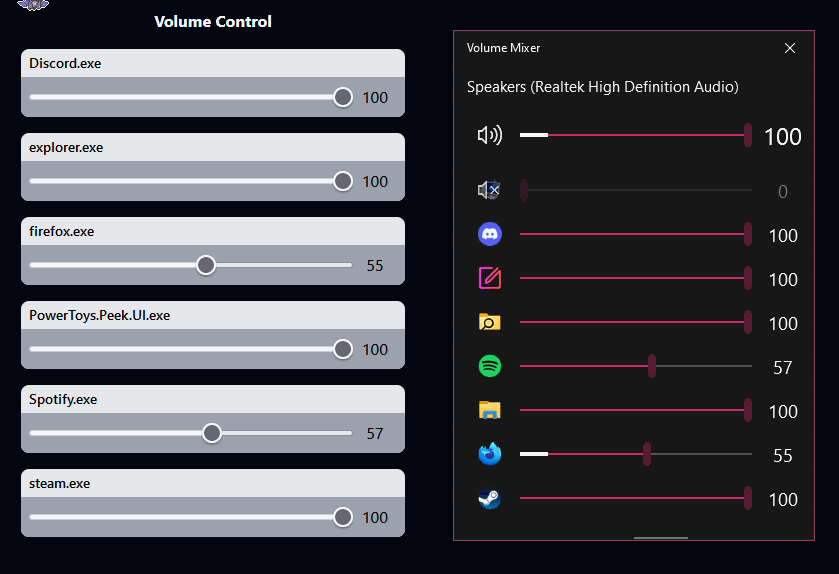 Volume Control
Discord.exe
100
explorer.exe
100
firefox.exe
55
PowerToys.Peek.UI.exe
100
Spotify.exe
57
steam.exe
100
Volume Mixer
Speakers (Realtek High Definition Audio)
100
0
100
100
100
57
100
55
100